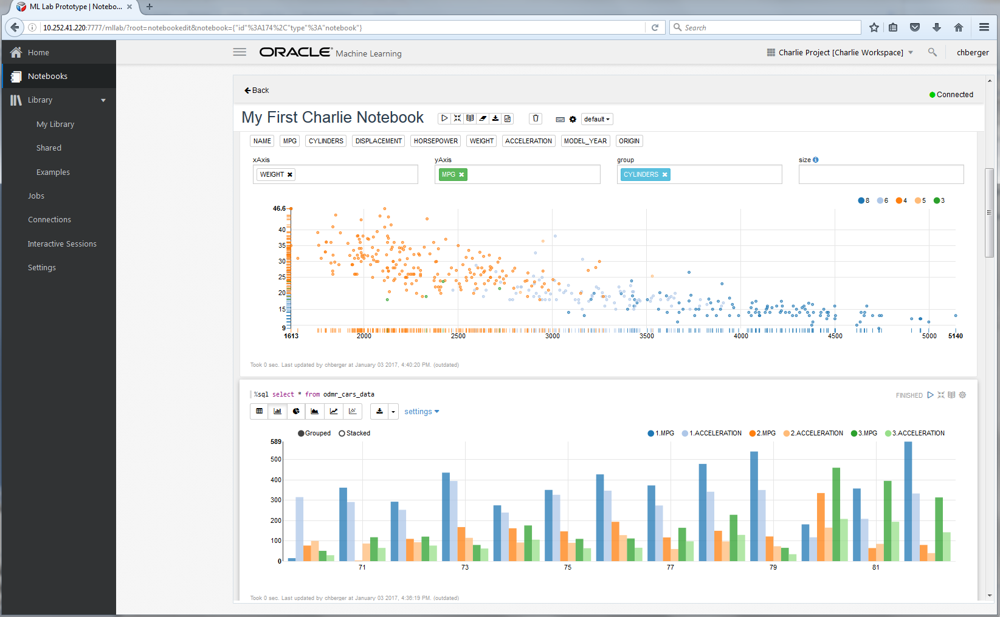 ML Lab Prototype | Notebo...
10.252.41.220:7777/mllab/?root=notebookedit&notebook={"id"%3A174%2C"type"%3A"notebook"}
Search
Home
Notebooks
Library
My Library
Shared
Examples
Jobs
Connections
Interactive Sessions
Settings
ORACLE® Machine Learning
Charlie Project [Charlie Workspace]
chberger
Back
Connected
My First Charlie Notebook
default
NAME MPG CYLINDERS DISPLACEMENT HORSEPOWER WEIGHT ACCELERATION MODEL_YEAR ORIGIN
xAxis yAxis group size
WEIGHT MPG CYLINDERS
8 6 4 5 3
46.6
40
35
30
25
20
15
9
1613 2000 2500 3000 3500 4000 4500 5000 5140
Took 0 sec. Last updated by chberger at January 03 2017, 4:40:20 PM. (outdated)
%sql select * from odmr_cars_data
FINISHED
settings
Grouped Stacked
1.MPG 1.ACCELERATION 2.MPG 2.ACCELERATION 3.MPG 3.ACCELERATION
589
500
400
300
200
100
0
71 73 75 77 79 81
Took 0 sec. Last updated by chberger at January 03 2017, 4:36:19 PM. (outdated)